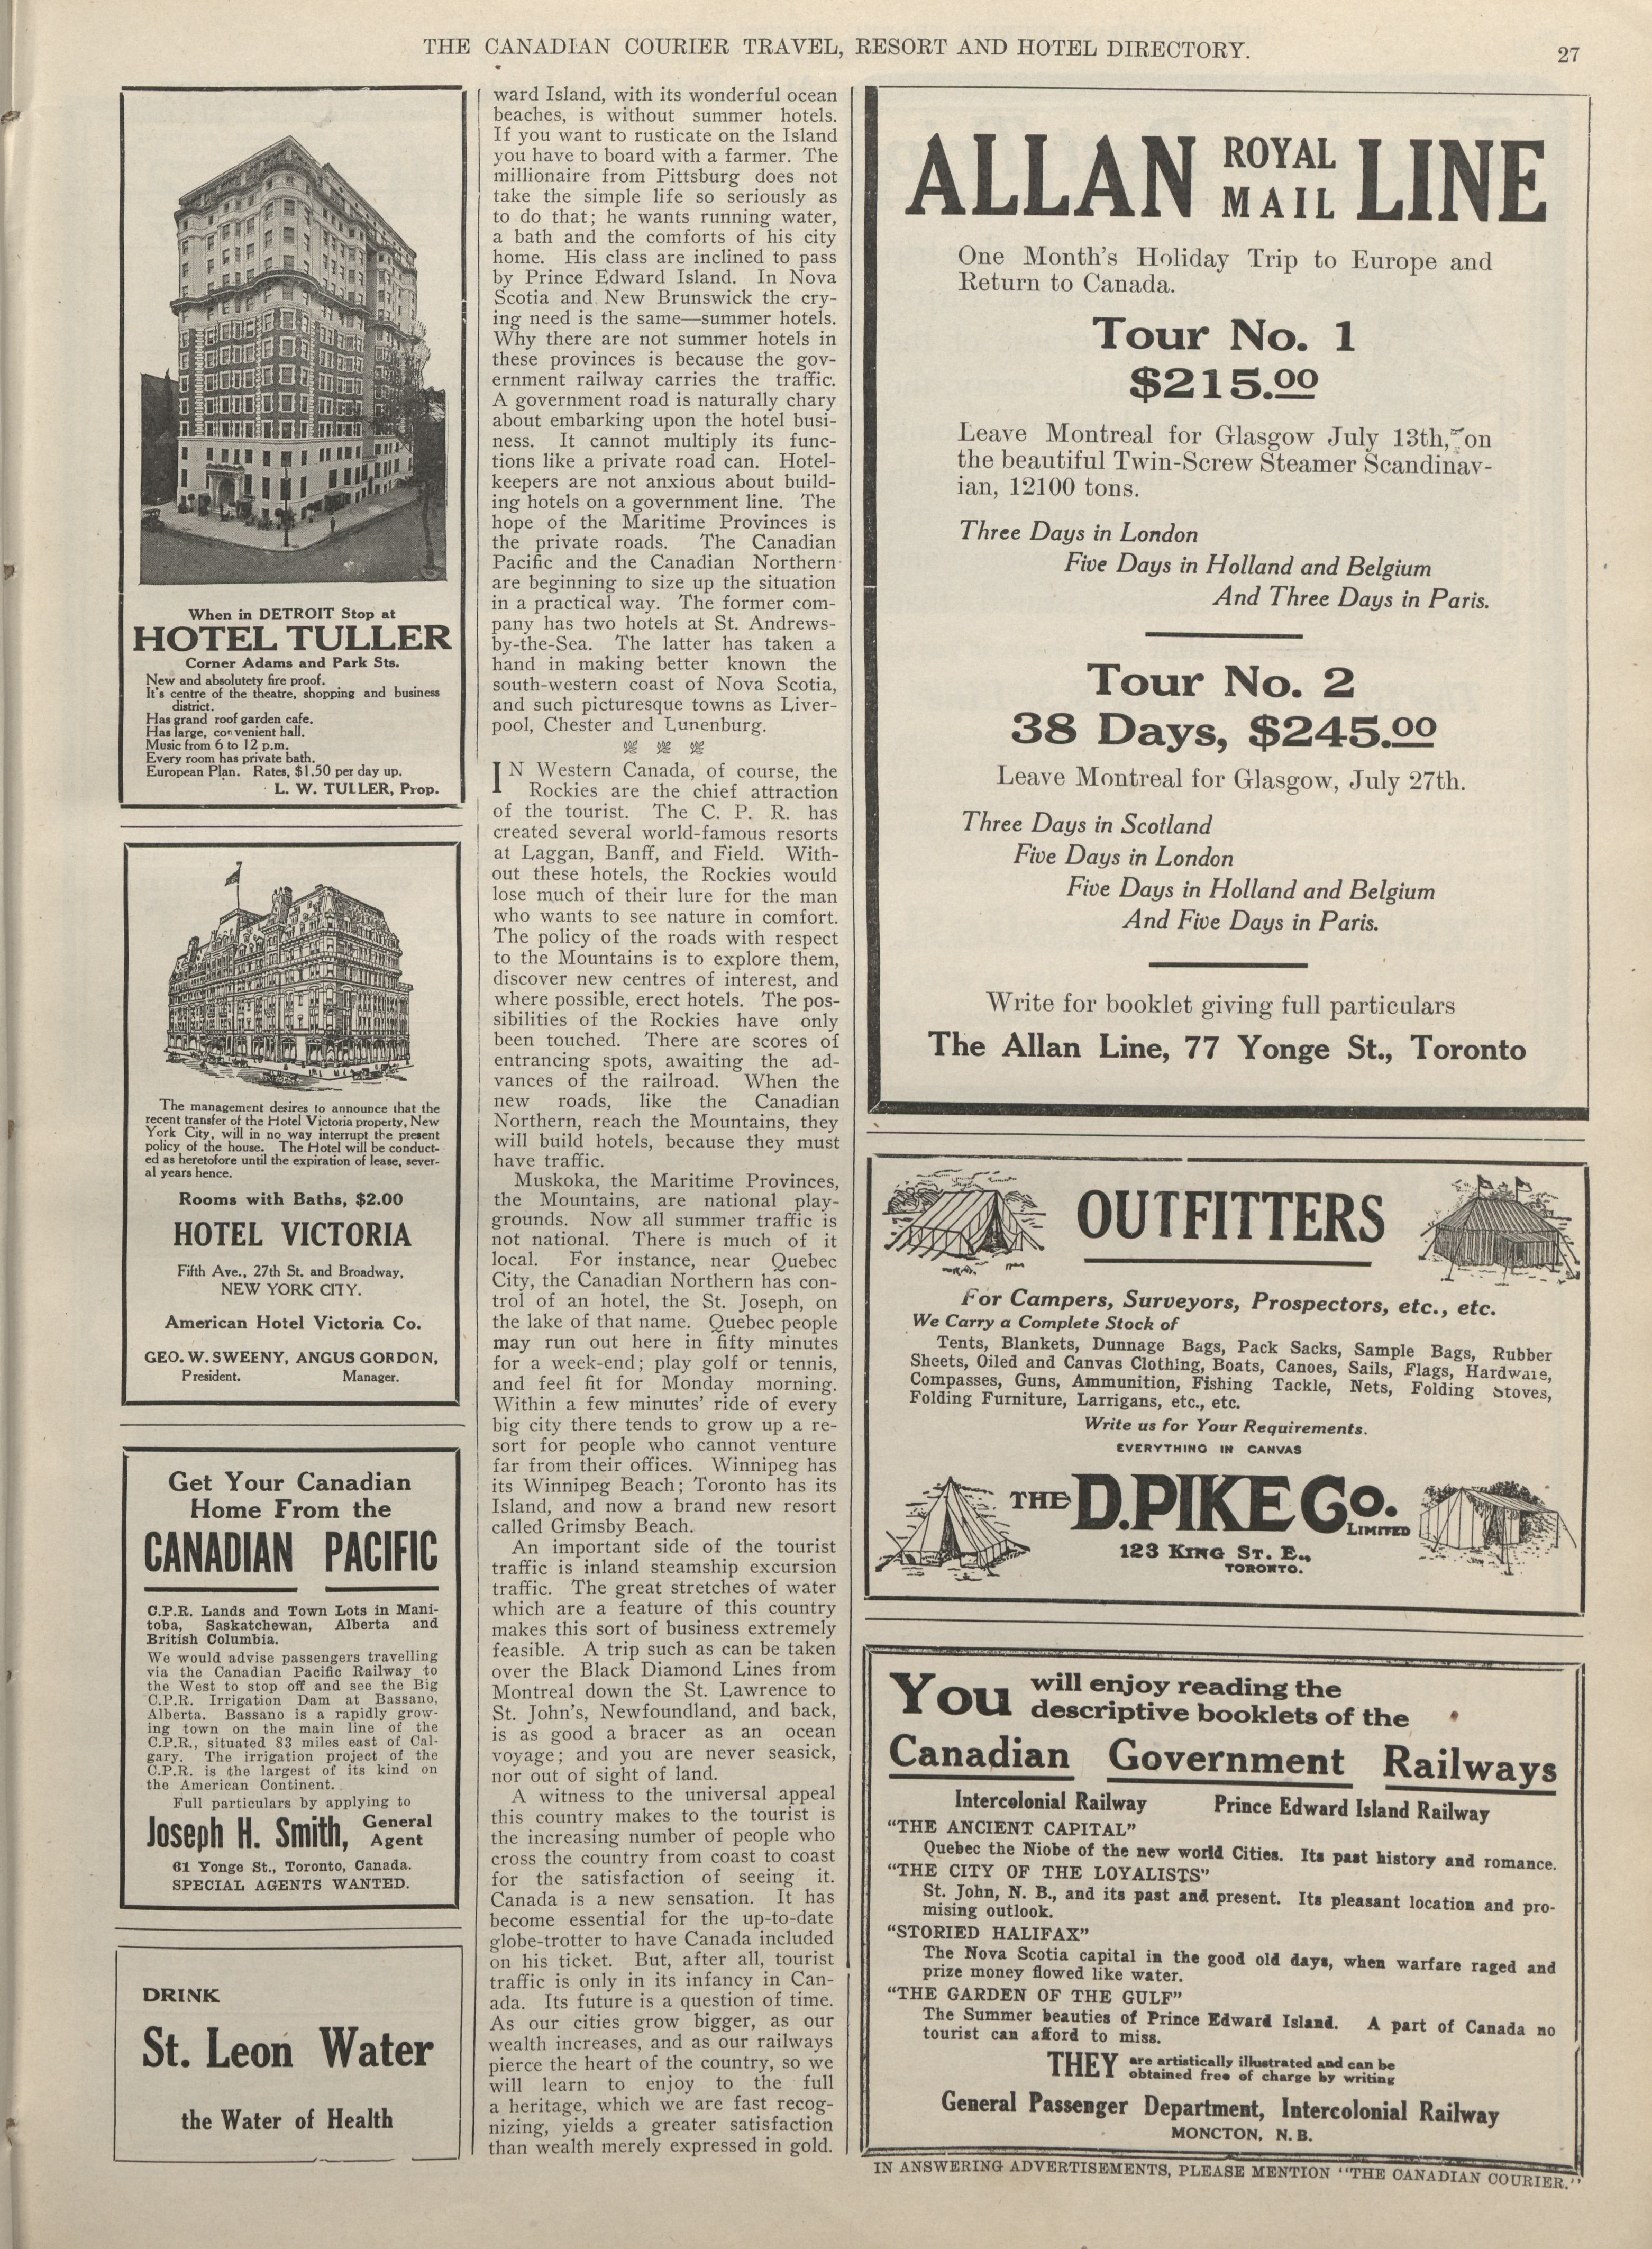 THE CANADIAN COURIER TRAVEL, RESORT AND HOTEL DIRECTORY.
27
When in DETROIT Stop at
HOTEL TULLER
Corner Adams and Park Sts.
New and absolutety fire proof.
It's centre of the theatre, shopping and business
district.
Has grand roof garden cafe.
Has large, convenient hall.
Music from 6 to 12 p.m.
Every room has private bath.
European Plan. Rates, $1.50 per day up.
L. W. TULLER, Prop.
The management desires to announce that the
recent transfer of the Hotel Victoria property, New
York City, will in no way interrupt the present
policy of the house. The Hotel will be conduct-
ed as heretofore until the expiration of lease, sever-
al years hence.
Rooms with Baths, $2.00
HOTEL VICTORIA
Fifth Ave., 27th St. and Broadway,
NEW YORK CITY.
American Hotel Victoria Co.
GEO. W. SWEENY, ANGUS GORDON,
President. Manager.
Get Your Canadian
Home From the
CANADIAN PACIFIC
C.P.R. Lands and Town Lots in Mani-
toba, Saskatchewan, Alberta and
British Columbia.
We would advise passengers travelling
via the Canadian Pacific Railway to
the West to stop off and see the Big
C.P.R. Irrigation Dam at Bassano,
Alberta. Bassano is a rapidly grow-
ing town on the main line of the
C.P.R., situated 83 miles east of Cal-
gary. The irrigation project of the
C.P.R. is the largest of its kind on
the American Continent.
Full particulars by applying to
Joseph H. Smith, General
Agent
61 Yonge St., Toronto, Canada.
SPECIAL AGENTS WANTED.
DRINK
St. Leon Water
the Water of Health
ward Island, with its wonderful ocean
beaches, is without summer hotels.
If you want to rusticate on the Island
you have to board with a farmer. The
millionaire from Pittsburg does not
take the simple life so seriously as
to do that; he wants running water,
a bath and the comforts of his city
home. His class are inclined to pass
by Prince Edward Island. In Nova
Scotia and New Brunswick the cry-
ing need is the same—summer hotels.
Why there are not summer hotels in
these provinces is because the gov-
ernment railway carries the traffic.
A government road is naturally chary
about embarking upon the hotel busi-
ness. It cannot multiply its func-
tions like a private road can. Hotel-
keepers are not anxious about build-
ing hotels on a government line. The
hope of the Maritime Provinces is
the private roads. The Canadian
Pacific and the Canadian Northern
are beginning to size up the situation
in a practical way. The former com-
pany has two hotels at St. Andrews-
by-the-Sea. The latter has taken a
hand in making better known the
south-western coast of Nova Scotia,
and such picturesque towns as Liver-
pool, Chester and Lunenburg.
IN Western Canada, of course, the
Rockies are the chief attraction
of the tourist. The C. P. R. has
created several world-famous resorts
at Laggan, Banff, and Field. With-
out these hotels, the Rockies would
lose much of their lure for the man
who wants to see nature in comfort.
The policy of the roads with respect
to the Mountains is to explore them,
discover new centres of interest, and
where possible, erect hotels. The pos-
sibilities of the Rockies have only
been touched. There are scores of
entrancing spots, awaiting the ad-
vances of the railroad. When the
new roads, like the Canadian
Northern, reach the Mountains, they
will build hotels, because they must
have traffic.
Muskoka, the Maritime Provinces,
the Mountains, are national play-
grounds. Now all summer traffic is
not national. There is much of it
local. For instance, near Quebec
City, the Canadian Northern has con-
trol of an hotel, the St. Joseph, on
the lake of that name. Quebec people
may run out here in fifty minutes
for a week-end; play golf or tennis,
and feel fit for Monday morning.
Within a few minutes' ride of every
big city there tends to grow up a re-
sort for people who cannot venture
far from their offices. Winnipeg has
its Winnipeg Beach; Toronto has its
Island, and now a brand new resort
called Grimsby Beach.
An important side of the tourist
traffic is inland steamship excursion
traffic. The great stretches of water
which are a feature of this country
makes this sort of business extremely
feasible. A trip such as can be taken
over the Black Diamond Lines from
Montreal down the St. Lawrence to
St. John's, Newfoundland, and back,
is as good a bracer as an ocean
voyage; and you are never seasick,
nor out of sight of land.
A witness to the universal appeal
this country makes to the tourist is
the increasing number of people who
cross the country from coast to coast
for the satisfaction of seeing it.
Canada is a new sensation. It has
become essential for the up-to-date
globe-trotter to have Canada included
on his ticket. But, after all, tourist
traffic is only in its infancy in Can-
ada. Its future is a question of time.
As our cities grow bigger, as our
wealth increases, and as our railways
pierce the heart of the country, so we
will learn to enjoy to the full
a heritage, which we are fast recog-
nizing, yields a greater satisfaction
than wealth merely expressed in gold.
ALLAN ROYAL MAIL LINE
One Month's Holiday Trip to Europe and
Return to Canada.
Tour No. 1
$215.00
Leave Montreal for Glasgow July 13th, on
the beautiful Twin-Screw Steamer Scandinav-
ian, 12100 tons.
Three Days in London
Five Days in Holland and Belgium
And Three Days in Paris.
Tour No. 2
38 Days, $245.00
Leave Montreal for Glasgow, July 27th.
Three Days in Scotland
Five Days in London
Five Days in Holland and Belgium
And Five Days in Paris.
Write for booklet giving full particulars
The Allan Line, 77 Yonge St., Toronto
OUTFITTERS
For Campers, Surveyors, Prospectors, etc., etc.
We Carry a Complete Stock of
Tents, Blankets, Dunnage Bags, Pack Sacks, Sample Bags, Rubber
Sheets, Oiled and Canvas Clothing, Boats, Canoes, Sails, Flags, Hardware,
Compasses, Guns, Ammunition, Fishing Tackle, Nets, Folding Stoves,
Folding Furniture, Larrigans, etc., etc.
Write us for Your Requirements.
EVERYTHING IN CANVAS
THE D. PIKE CO. LIMITED
123 KING ST. E.,
TORONTO.
You will enjoy reading the
descriptive booklets of the
Canadian Government Railways
Intercolonial Railway Prince Edward Island Railway
"THE ANCIENT CAPITAL"
Quebec the Niobe of the new world Cities. Its past history and romance.
"THE CITY OF THE LOYALISTS"
St. John, N. B., and its past and present. Its pleasant location and pro-
mising outlook.
"STORIED HALIFAX"
The Nova Scotia capital in the good old days, when warfare raged and
prize money flowed like water.
"THE GARDEN OF THE GULF"
The Summer beauties of Prince Edward Island. A part of Canada no
tourist can afford to miss.
THEY are artistically illustrated and can be
obtained free of charge by writing
General Passenger Department, Intercolonial Railway
MONCTON, N. B.
IN ANSWERING ADVERTISEMENTS, PLEASE MENTION "THE CANADIAN COURIER."